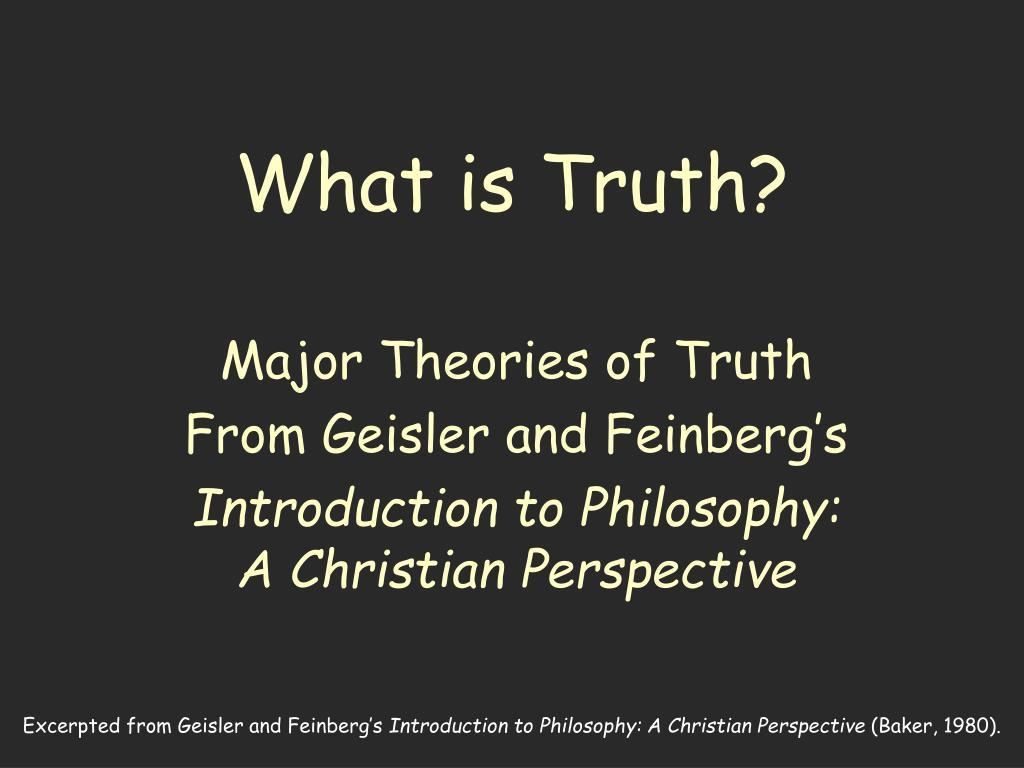 What is Truth?
Major Theories of Truth
From Geisler and Feinberg’s
Introduction to Philosophy:
A Christian Perspective
Excerpted from Geisler and Feinberg’s Introduction to Philosophy: A Christian Perspective (Baker, 1980).